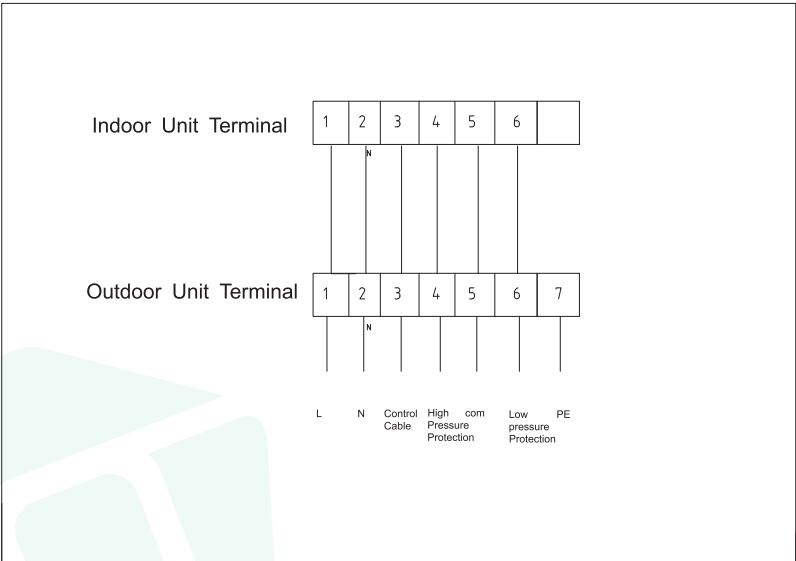 Indoor Unit Terminal
1 2 3 4 5 6
N
Outdoor Unit Terminal
1 2 3 4 5 6 7
N
L N Control Cable High Pressure Protection com Low pressure Protection PE